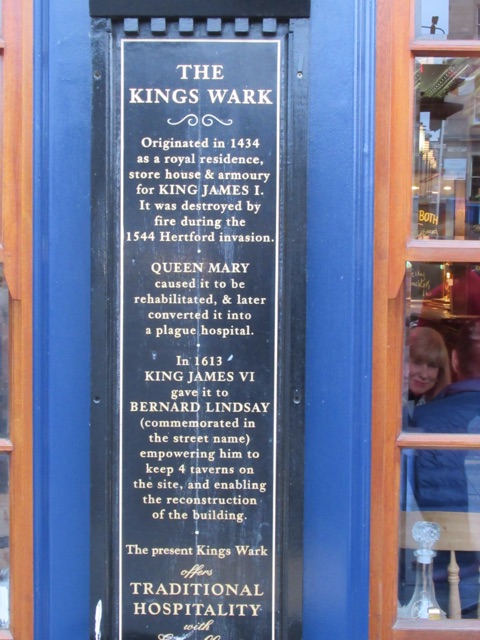 THE
KINGS WARK
Originated in 1434
as a royal residence,
store house & armoury
for KING JAMES I.
It was destroyed by
fire during the
1544 Hertford invasion.
QUEEN MARY
caused it to be
rehabilitated, & later
converted it into
a plague hospital.
In 1613
KING JAMES VI
gave it to
BERNARD LINDSAY
(commemorated in
the street name)
empowering him to
keep 4 taverns on
the site, and enabling
the reconstruction
of the building.
The present Kings Wark
offers
TRADITIONAL
HOSPITALITY
with
BOTH